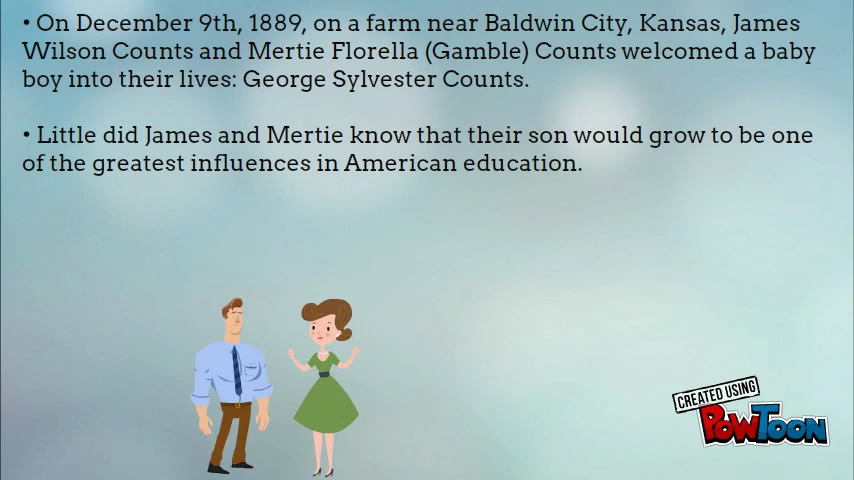 • On December 9th, 1889, on a farm near Baldwin City, Kansas, James
Wilson Counts and Mertie Florella (Gamble) Counts welcomed a baby
boy into their lives: George Sylvester Counts.
• Little did James and Mertie know that their son would grow to be one
of the greatest influences in American education.
CREATED USING
POWTOON